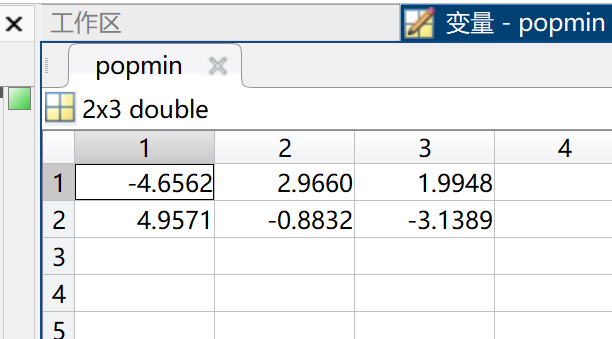 工作区 变量 - popmin
popmin
2x3 double
1 2 3 4
1 -4.6562 2.9660 1.9948
2 4.9571 -0.8832 -3.1389
3
4
5